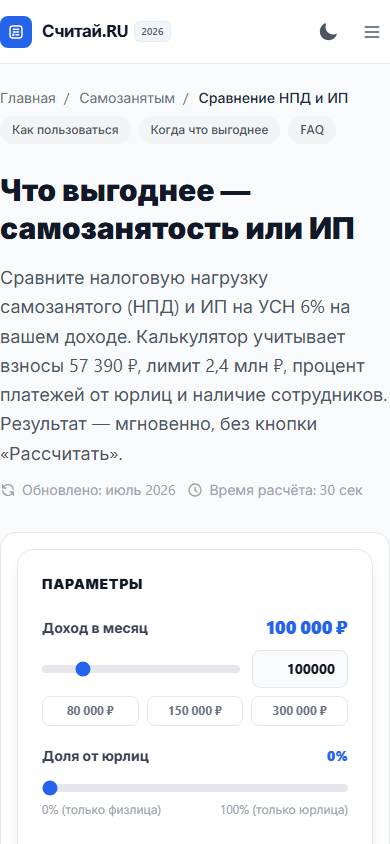 Считай.RU 2026
Главная / Самозанятым / Сравнение НПД и ИП
Как пользоваться Когда что выгоднее FAQ
Что выгоднее —
самозанятость или ИП
Сравните налоговую нагрузку
самозанятого (НПД) и ИП на УСН 6% на
вашем доходе. Калькулятор учитывает
взносы 57 390 ₽, лимит 2,4 млн ₽, процент
платежей от юрлиц и наличие сотрудников.
Результат — мгновенно, без кнопки
«Рассчитать».
Обновлено: июль 2026 Время расчёта: 30 сек
ПАРАМЕТРЫ
Доход в месяц 100 000 ₽
100000
80 000 ₽ 150 000 ₽ 300 000 ₽
Доля от юрлиц 0%
0% (только физлица) 100% (только юрлица)